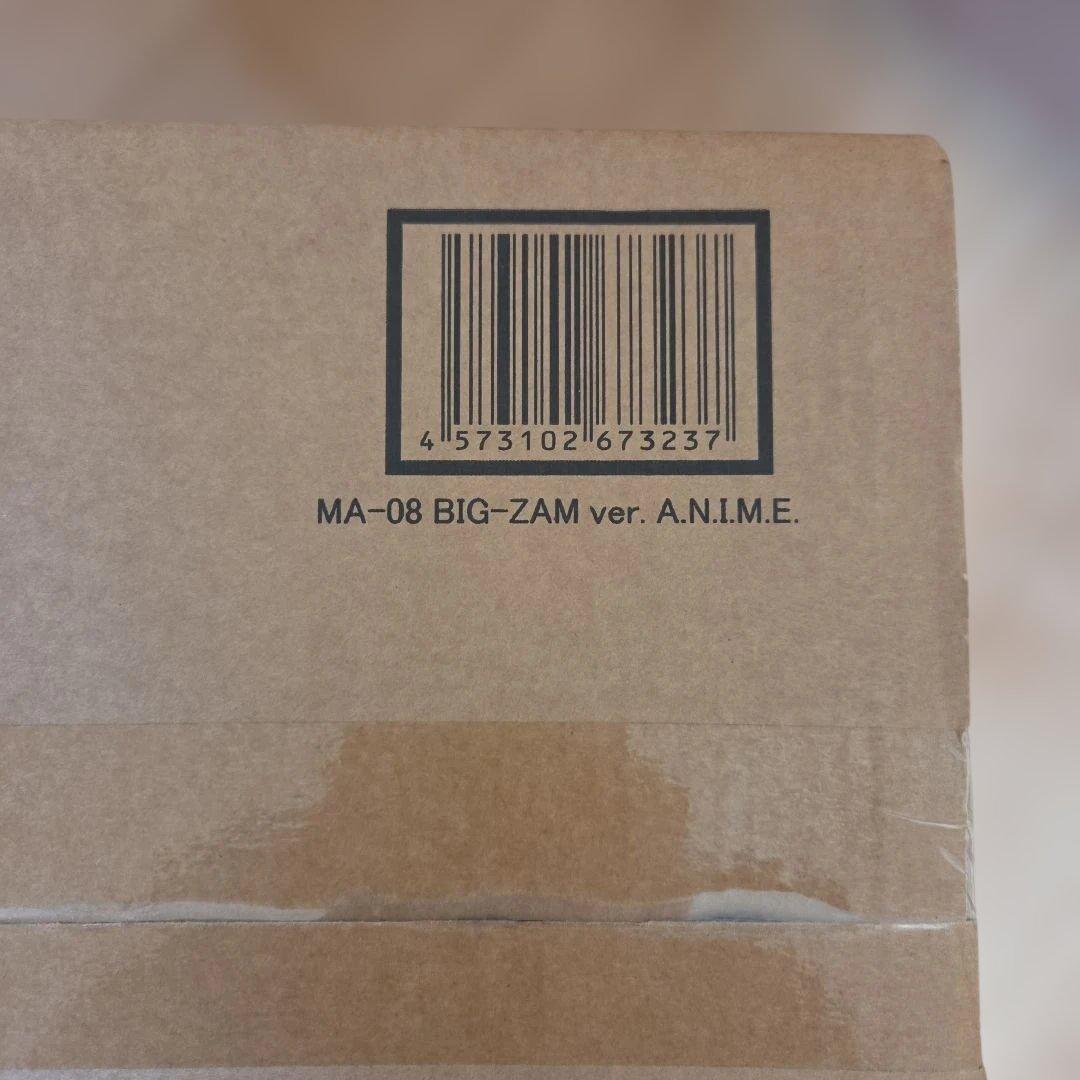 4 573102 673237
MA-08 BIG-ZAM ver. A.N.I.M.E.